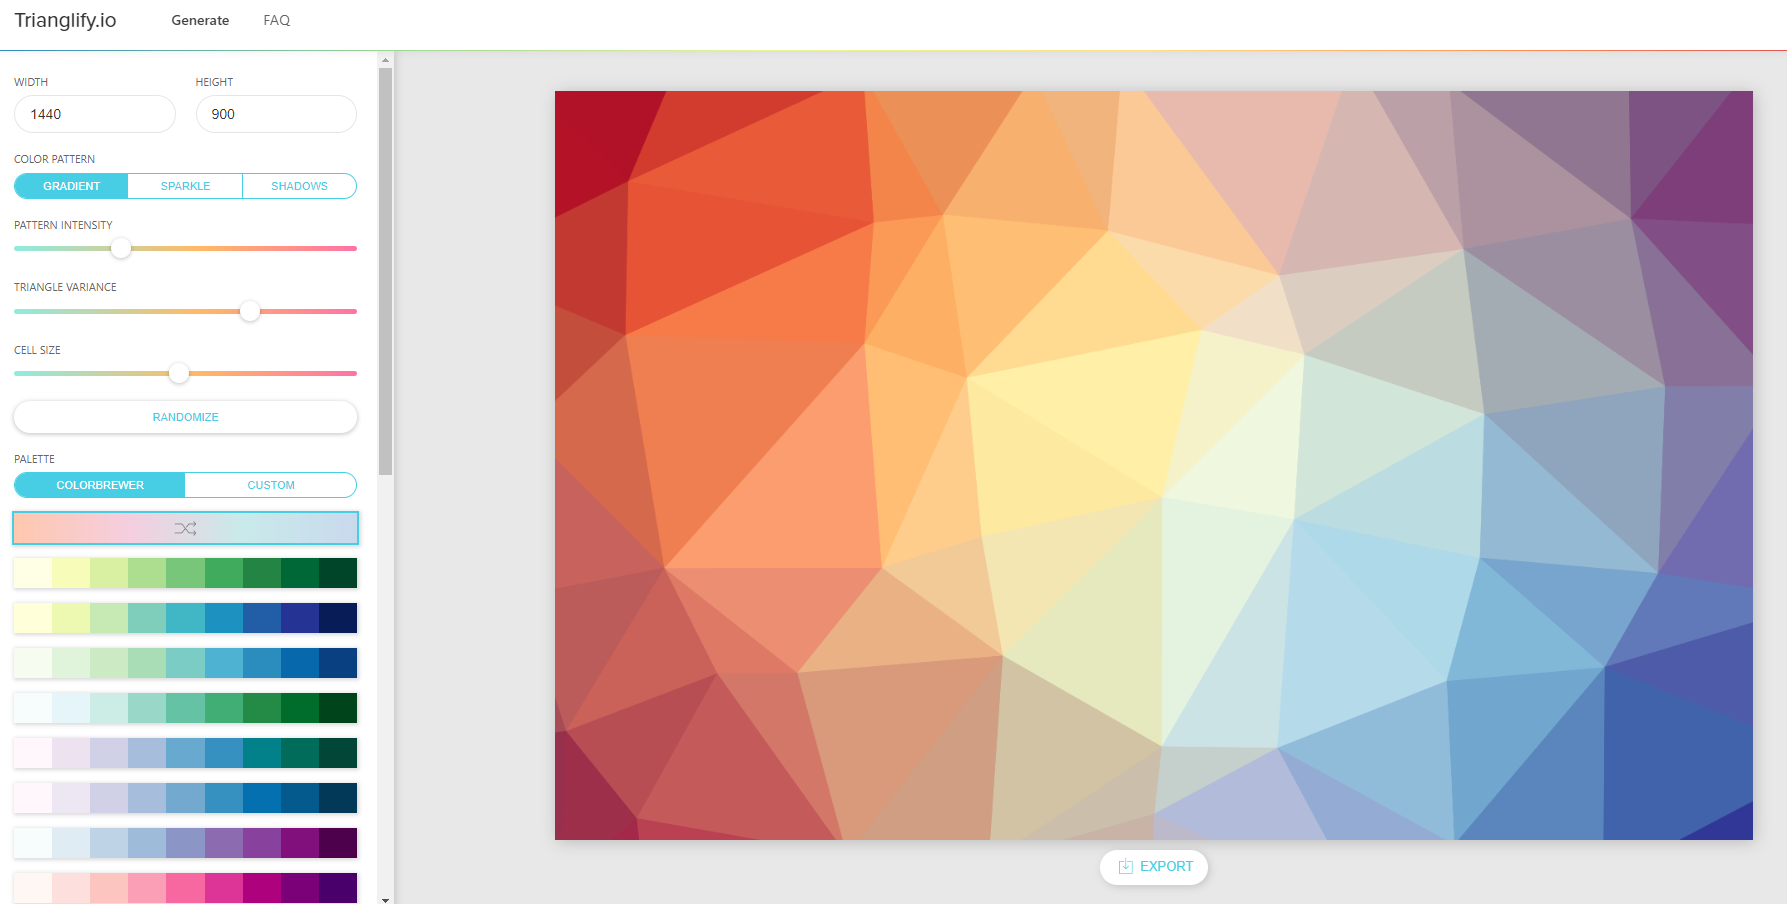 Trianglify.io Generate FAQ
WIDTH HEIGHT
1440 900
COLOR PATTERN
GRADIENT SPARKLE SHADOWS
PATTERN INTENSITY
TRIANGLE VARIANCE
CELL SIZE
RANDOMIZE
PALETTE
COLORBREWER CUSTOM
EXPORT